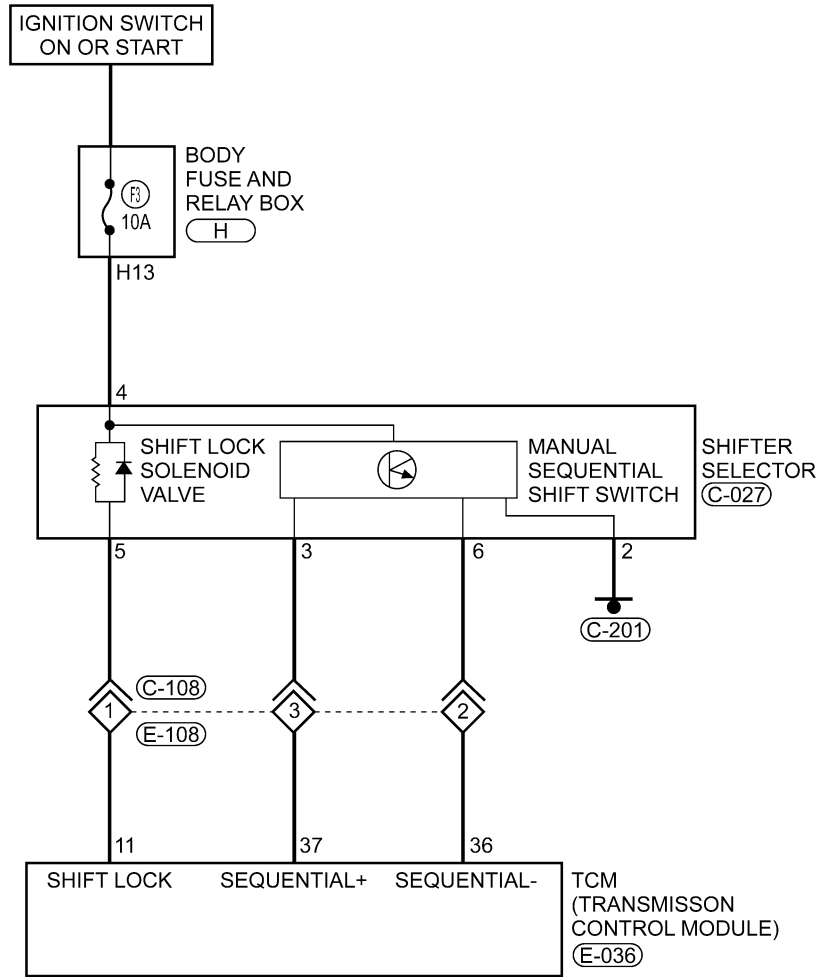 IGNITION SWITCH
ON OR START
BODY
FUSE AND
RELAY BOX
H
F3
10A
H13
4
SHIFT LOCK
SOLENOID
VALVE
MANUAL
SEQUENTIAL
SHIFT SWITCH
SHIFTER
SELECTOR
C-027
5
3
6
2
C-201
C-108
1
3
2
E-108
11
37
36
SHIFT LOCK
SEQUENTIAL+
SEQUENTIAL-
TCM
(TRANSMISSON
CONTROL MODULE)
E-036